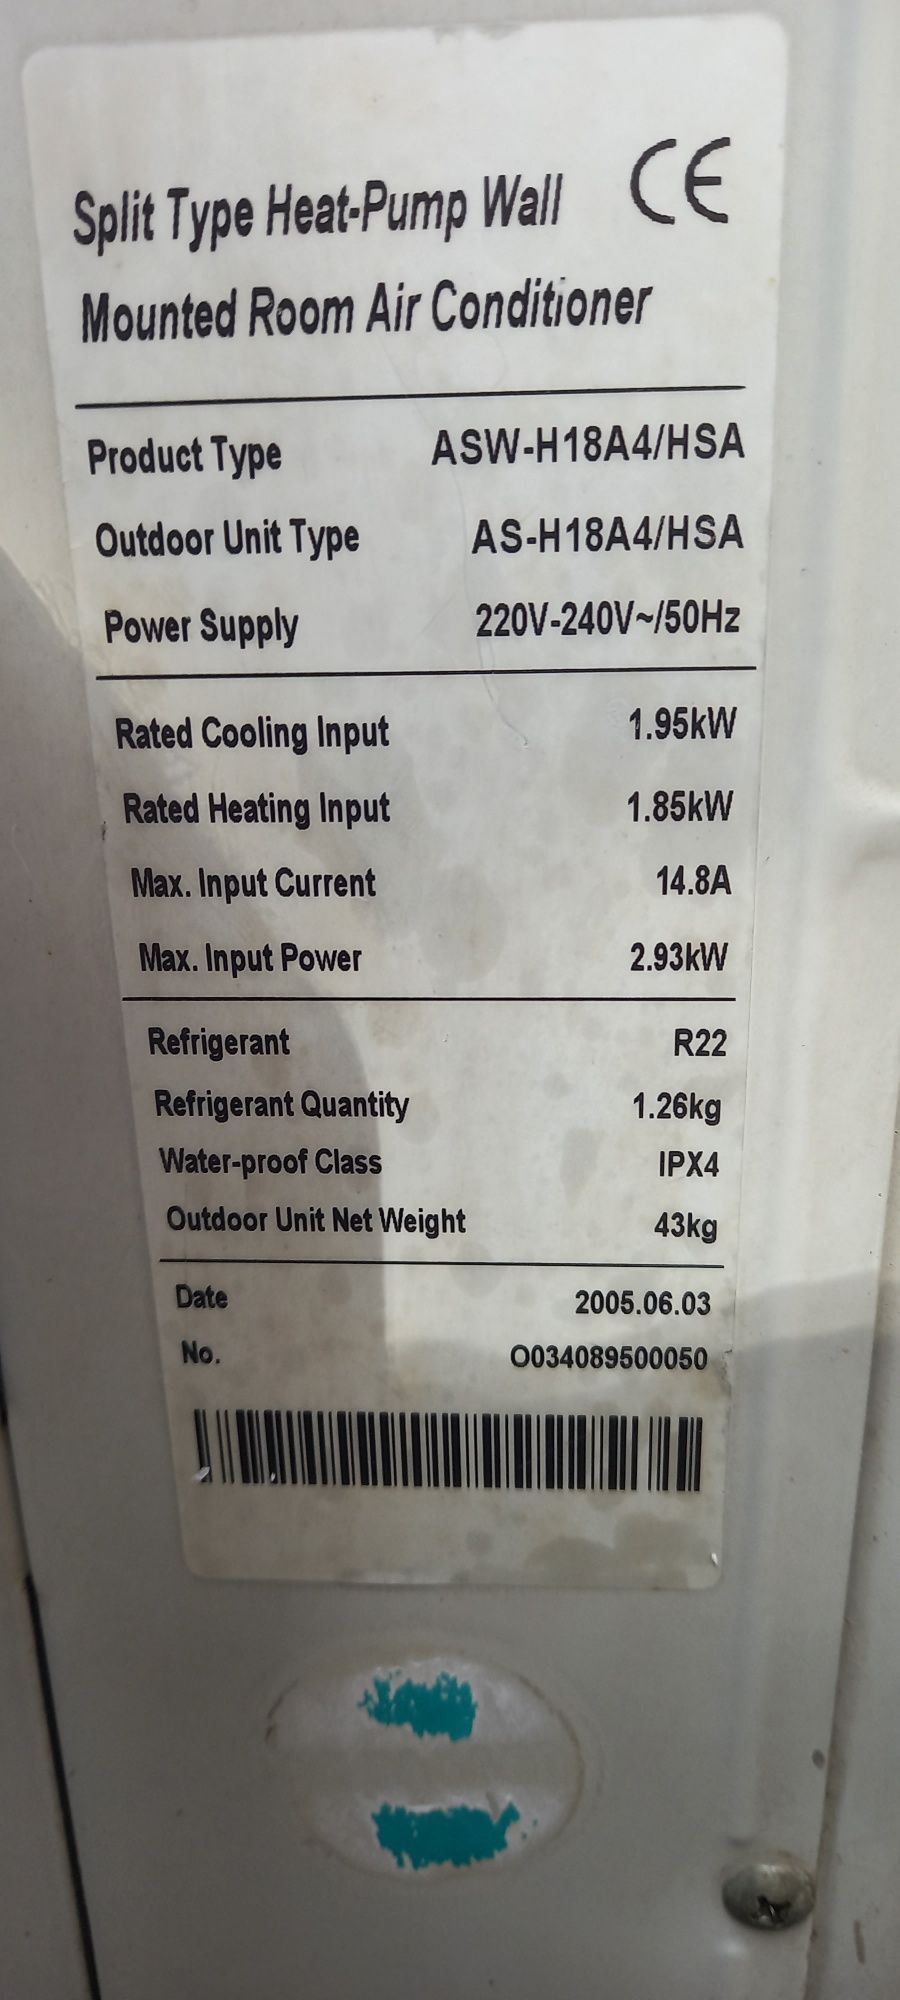 CE
Split Type Heat-Pump Wall
Mounted Room Air Conditioner
Product Type ASW-H18A4/HSA
Outdoor Unit Type AS-H18A4/HSA
Power Supply 220V-240V~/50Hz
Rated Cooling Input 1.95kW
Rated Heating Input 1.85kW
Max. Input Current 14.8A
Max. Input Power 2.93kW
Refrigerant R22
Refrigerant Quantity 1.26kg
Water-proof Class IPX4
Outdoor Unit Net Weight 43kg
Date 2005.06.03
No. O034089500050